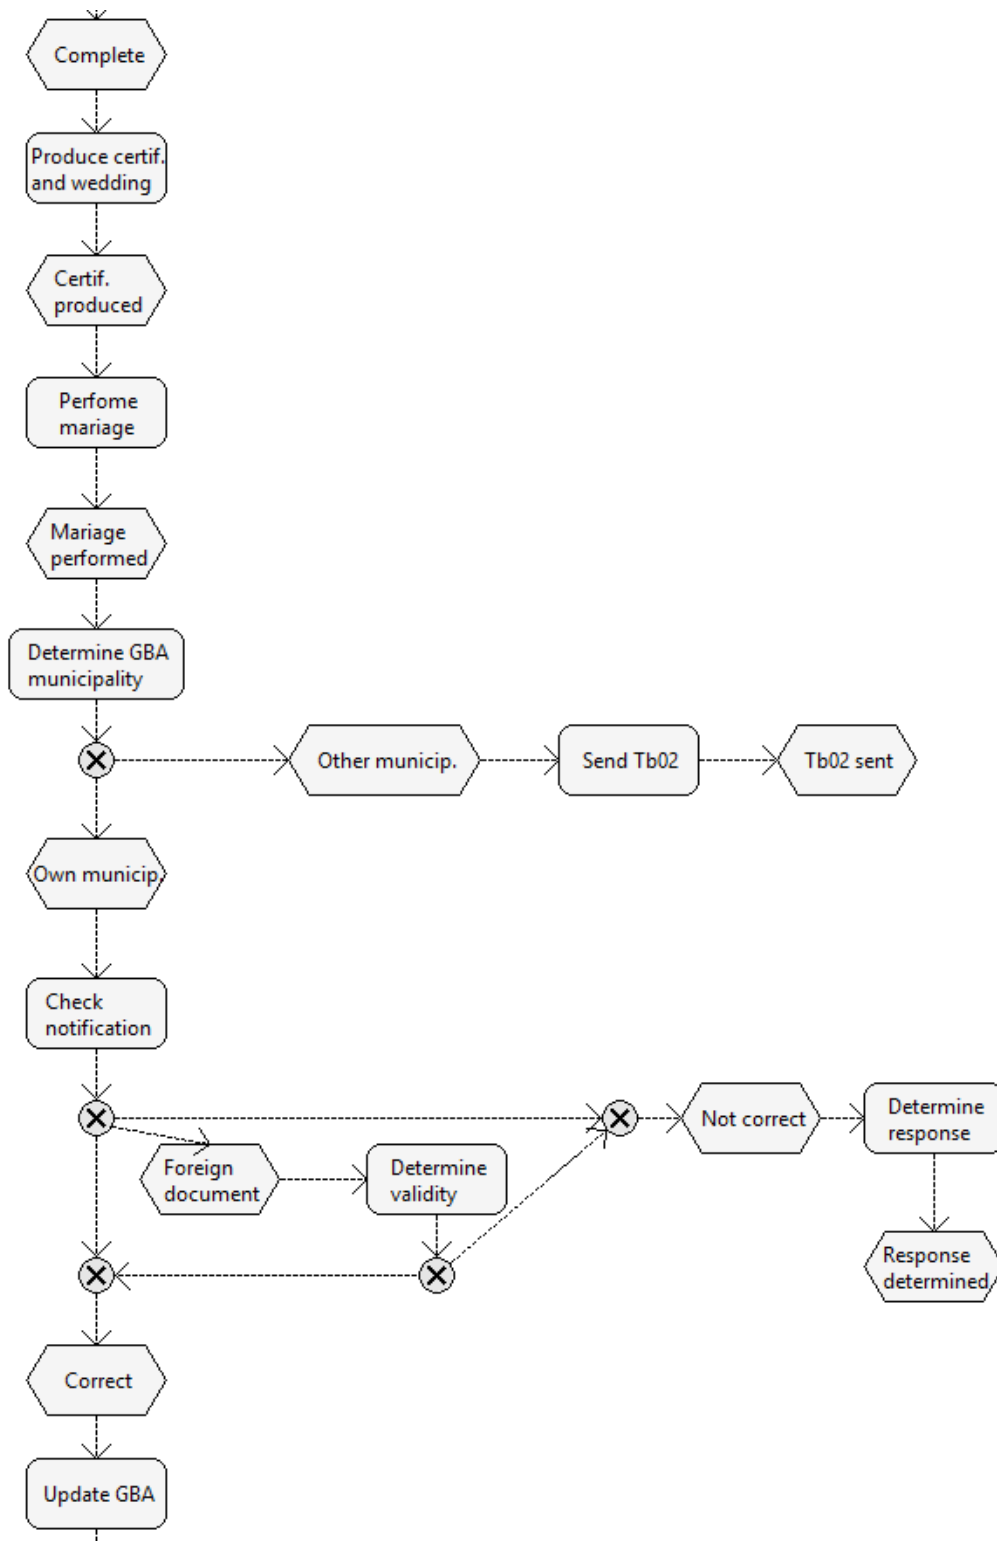 Complete
Produce certif.
and wedding
Certif.
produced
Perfome
mariage
Mariage
performed
Determine GBA
municipality
Other municip.
Send Tb02
Tb02 sent
Own municip.
Check
notification
Not correct
Determine
response
Foreign
document
Determine
validity
Response
determined
Correct
Update GBA